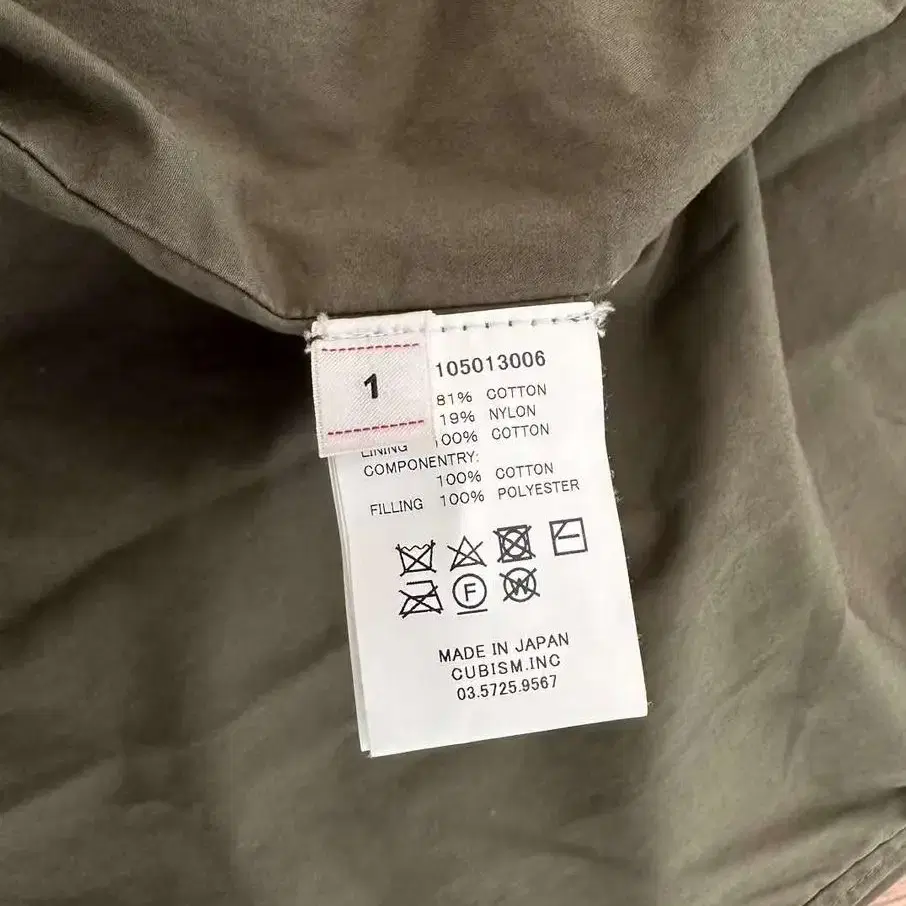 1
105013006
81% COTTON
19% NYLON
LINING 100% COTTON
COMPONENTRY:
100% COTTON
FILLING 100% POLYESTER
F
W
MADE IN JAPAN
CUBISM.INC
03.5725.9567